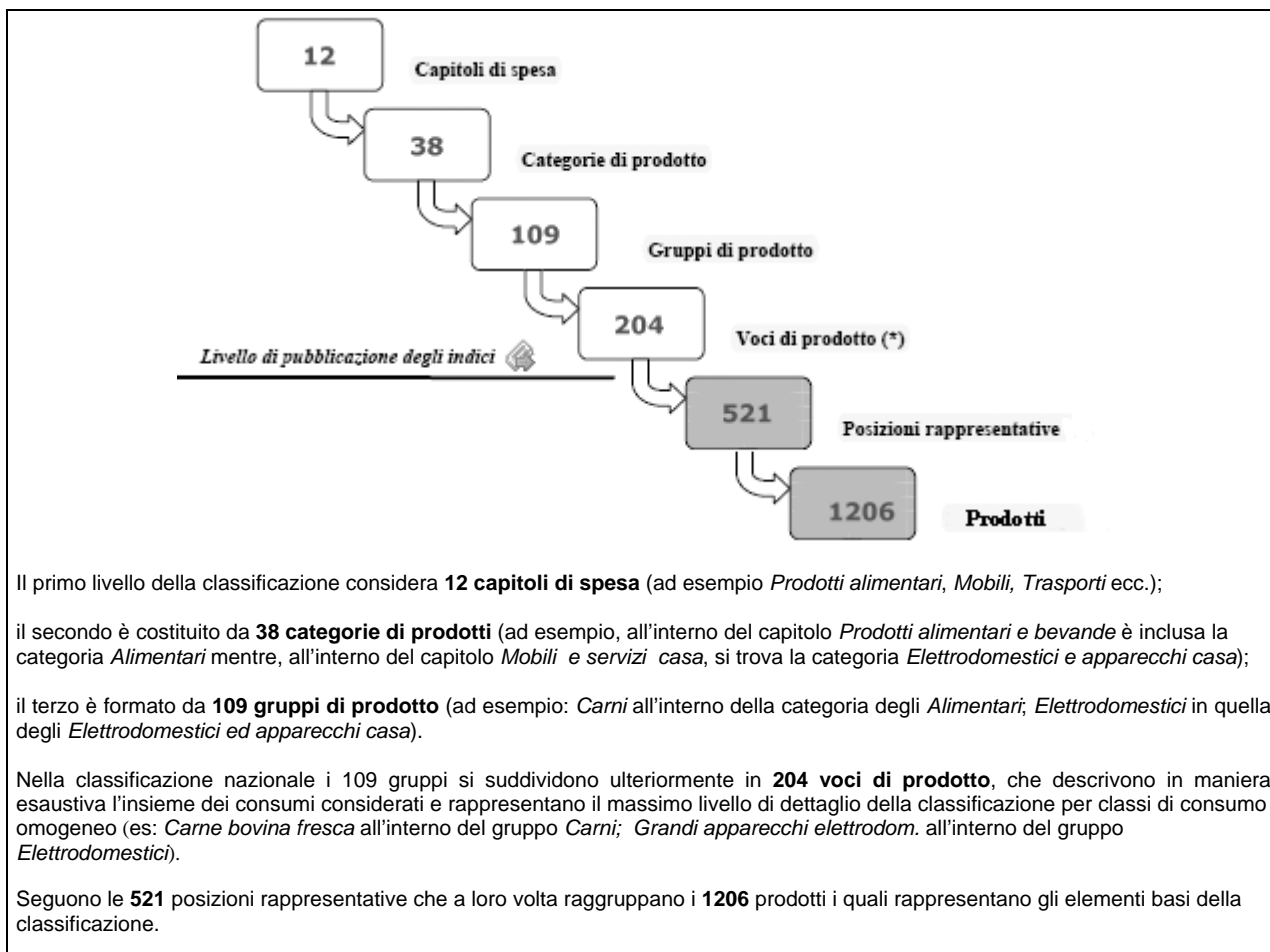 12
Capitoli di spesa
38
Categorie di prodotto
109
Gruppi di prodotto
204
Voci di prodotto (*)
Livello di pubblicazione degli indici
521
Posizioni rappresentative
1206
Prodotti
Il primo livello della classificazione considera 12 capitoli di spesa (ad esempio Prodotti alimentari, Mobili, Trasporti ecc.);
il secondo è costituito da 38 categorie di prodotti (ad esempio, all’interno del capitolo Prodotti alimentari e bevande è inclusa la
categoria Alimentari mentre, all’interno del capitolo Mobili e servizi casa, si trova la categoria Elettrodomestici e apparecchi casa);
il terzo è formato da 109 gruppi di prodotto (ad esempio: Carni all’interno della categoria degli Alimentari; Elettrodomestici in quella
degli Elettrodomestici ed apparecchi casa).
Nella classificazione nazionale i 109 gruppi si suddividono ulteriormente in 204 voci di prodotto, che descrivono in maniera
esaustiva l’insieme dei consumi considerati e rappresentano il massimo livello di dettaglio della classificazione per classi di consumo
omogeneo (es: Carne bovina fresca all’interno del gruppo Carni; Grandi apparecchi elettrodom. all’interno del gruppo
Elettrodomestici).
Seguono le 521 posizioni rappresentative che a loro volta raggruppano i 1206 prodotti i quali rappresentano gli elementi basi della
classificazione.